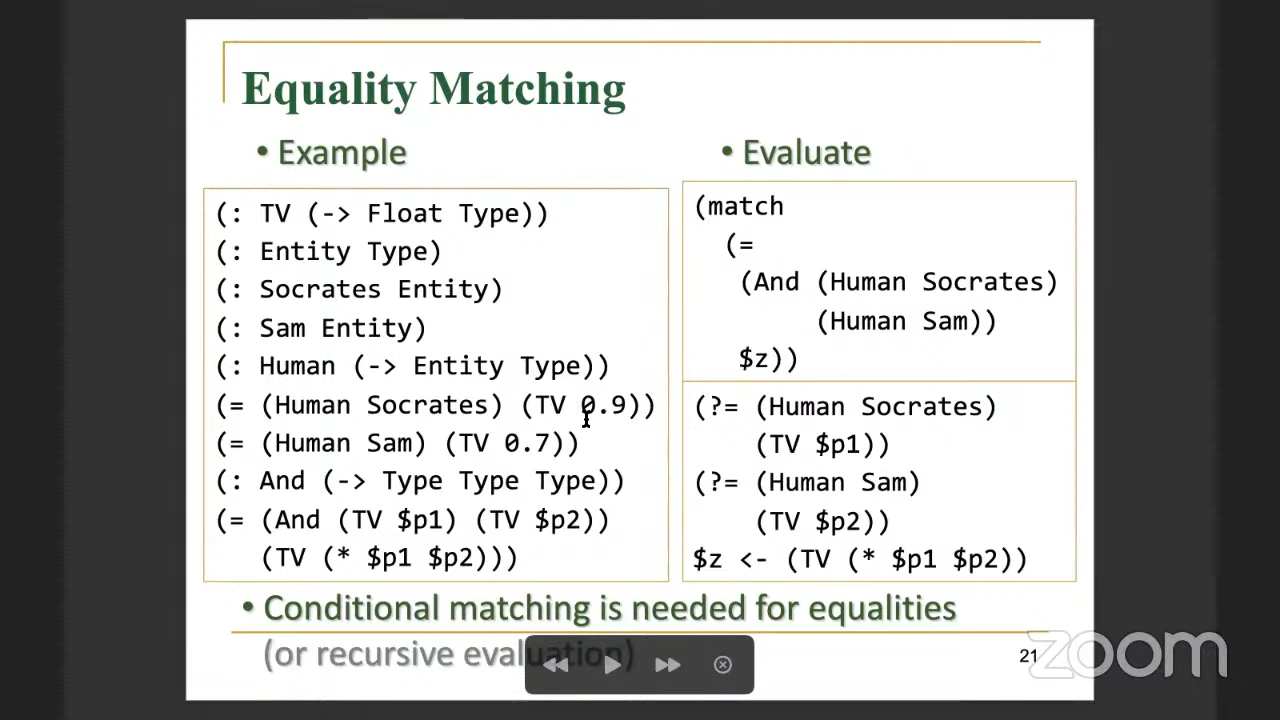 Equality Matching
• Example
(: TV (-> Float Type))
(: Entity Type)
(: Socrates Entity)
(: Sam Entity)
(: Human (-> Entity Type))
(= (Human Socrates) (TV 0.9))
(= (Human Sam) (TV 0.7))
(: And (-> Type Type Type))
(= (And (TV $p1) (TV $p2))
(TV (* $p1 $p2)))
• Evaluate
(match
(=
(And (Human Socrates)
(Human Sam))
$z))
(?= (Human Socrates)
(TV $p1))
(?= (Human Sam)
(TV $p2))
$z <- (TV (* $p1 $p2))
• Conditional matching is needed for equalities
(or recursive evaluation)
21
zoom